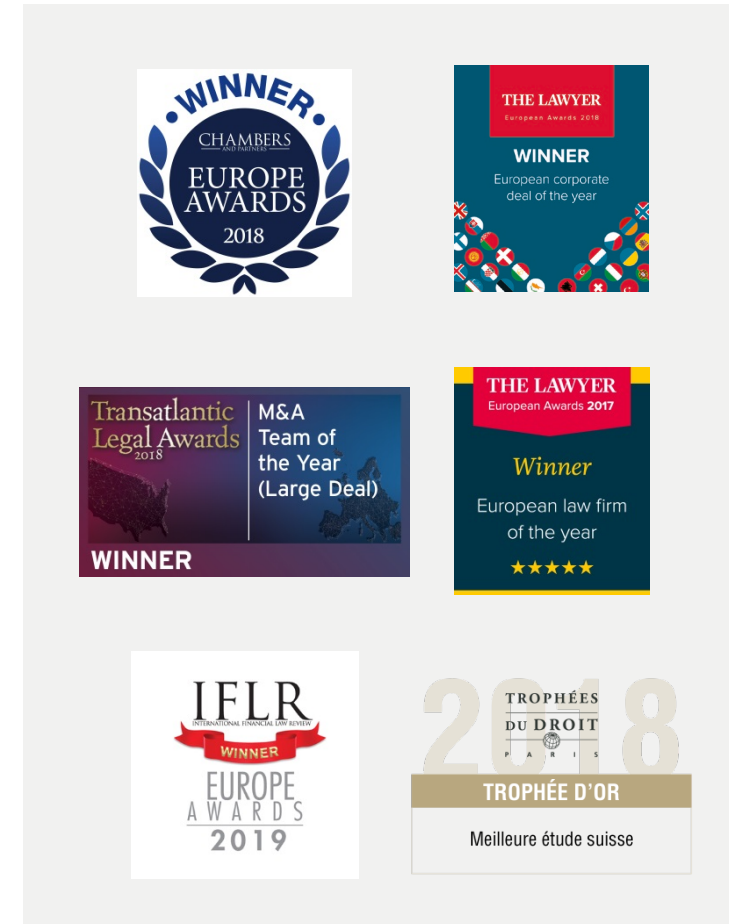 WINNER
CHAMBERS
AND PARTNERS
EUROPE
AWARDS
2018
THE LAWYER
European Awards 2018
WINNER
European corporate
deal of the year
Transatlantic
Legal Awards
2018
M&A
Team of
the Year
(Large Deal)
WINNER
THE LAWYER
European Awards 2017
Winner
European law firm
of the year
IFLR
INTERNATIONAL FINANCIAL LAW REVIEW
WINNER
EUROPE
AWARDS
2019
2018
TROPHÉES
DU DROIT
PARIS
TROPHÉE D'OR
Meilleure étude suisse